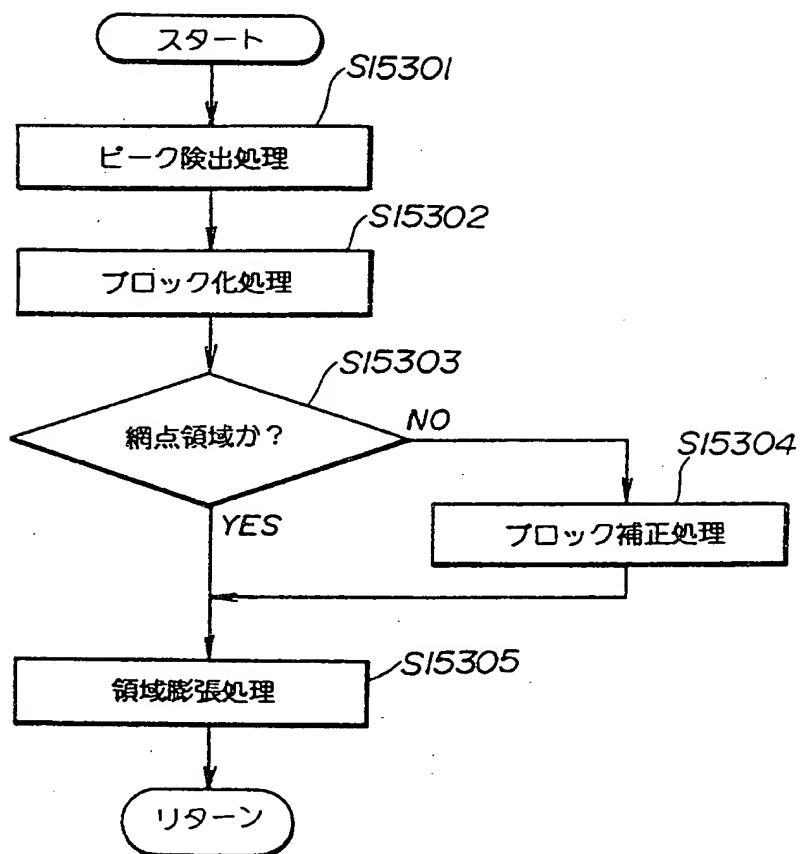 スタート
S15301
ピーク検出処理
S15302
ブロック化処理
S15303
網点領域か?
NO
S15304
YES
ブロック補正処理
S15305
領域膨張処理
リターン